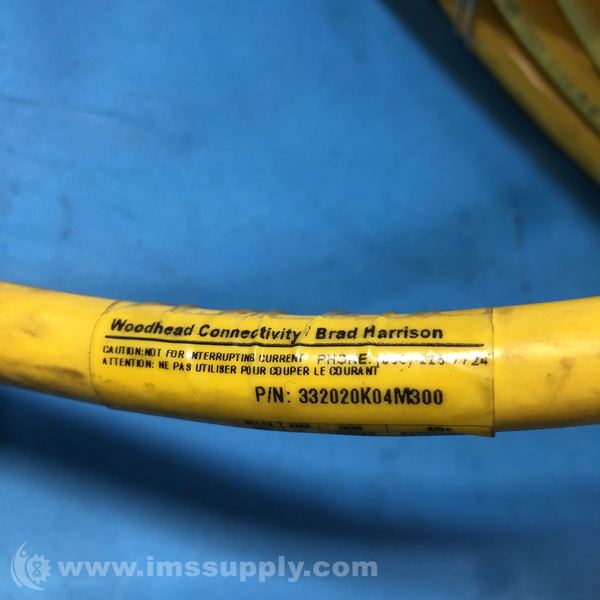 Woodhead Connectivity / Brad Harrison
CAUTION: NOT FOR INTERRUPTING CURRENT PHONE:
ATTENTION: NE PAS UTILISER POUR COUPER LE COURANT
P/N: 332020K04M300
www.imssupply.com